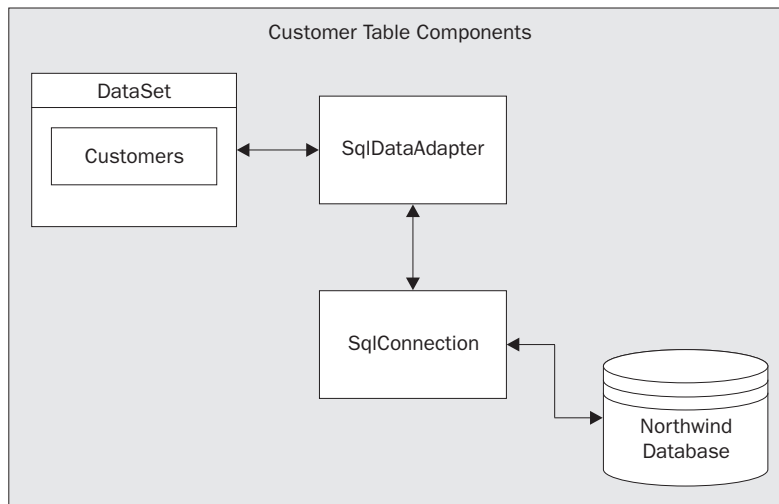 Customer Table Components
DataSet
Customers
SqlDataAdapter
SqlConnection
Northwind
Database